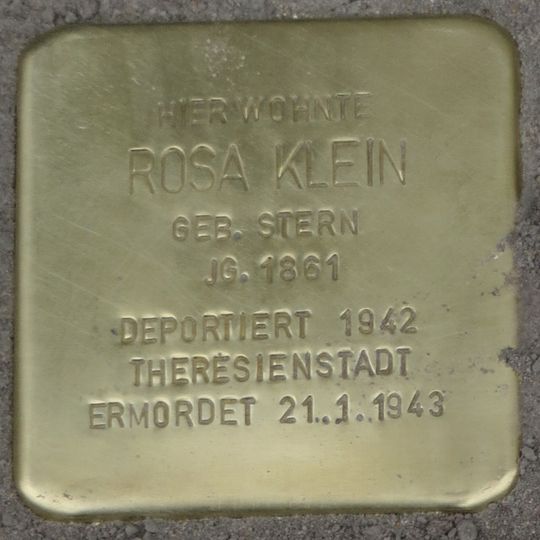 HIER WOHNTE
ROSA KLEIN
GEB. STERN
JG. 1861
DEPORTIERT 1942
THERESIENSTADT
ERMORDET 21.1.1943